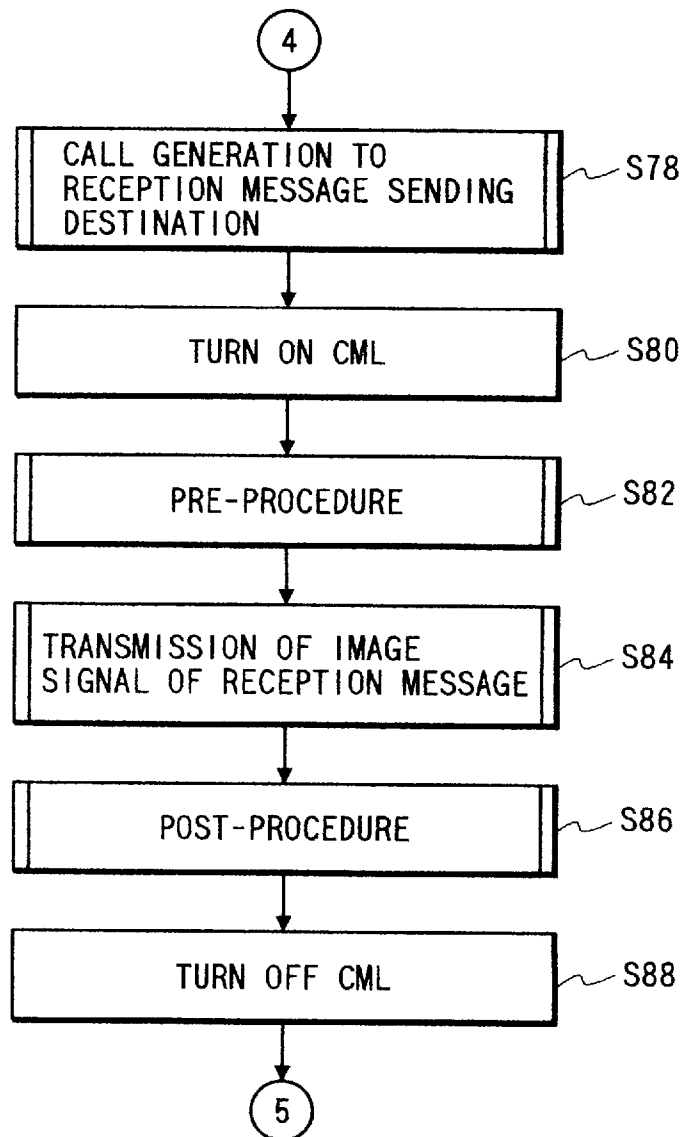 4
CALL GENERATION TO
RECEPTION MESSAGE SENDING
DESTINATION
S78
TURN ON CML
S80
PRE-PROCEDURE
S82
TRANSMISSION OF IMAGE
SIGNAL OF RECEPTION MESSAGE
S84
POST-PROCEDURE
S86
TURN OFF CML
S88
5